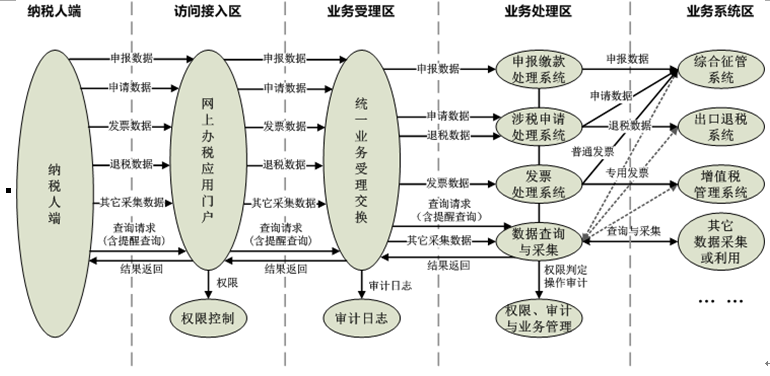 纳税人端
访问接入区
业务受理区
业务处理区
业务系统区
纳税人端
申报数据
申请数据
发票数据
退税数据
其它采集数据
查询请求
(含提醒查询)
结果返回
网上办税应用门户
权限
权限控制
申报数据
申请数据
发票数据
退税数据
其它采集数据
查询请求
(含提醒查询)
结果返回
统一业务受理交换
审计日志
审计日志
申报数据
申请数据
退税数据
发票数据
查询请求
(含提醒查询)
其它采集数据
结果返回
申报缴款
处理系统
涉税申请
处理系统
发票
处理系统
数据查询
与采集
权限判定
操作审计
权限、审计
与业务管理
申报数据
申请数据
退税数据
普通发票
专用发票
查询与采集
综合征管
系统
出口退税
系统
增值税
管理系统
其它
数据采集
或利用
… …